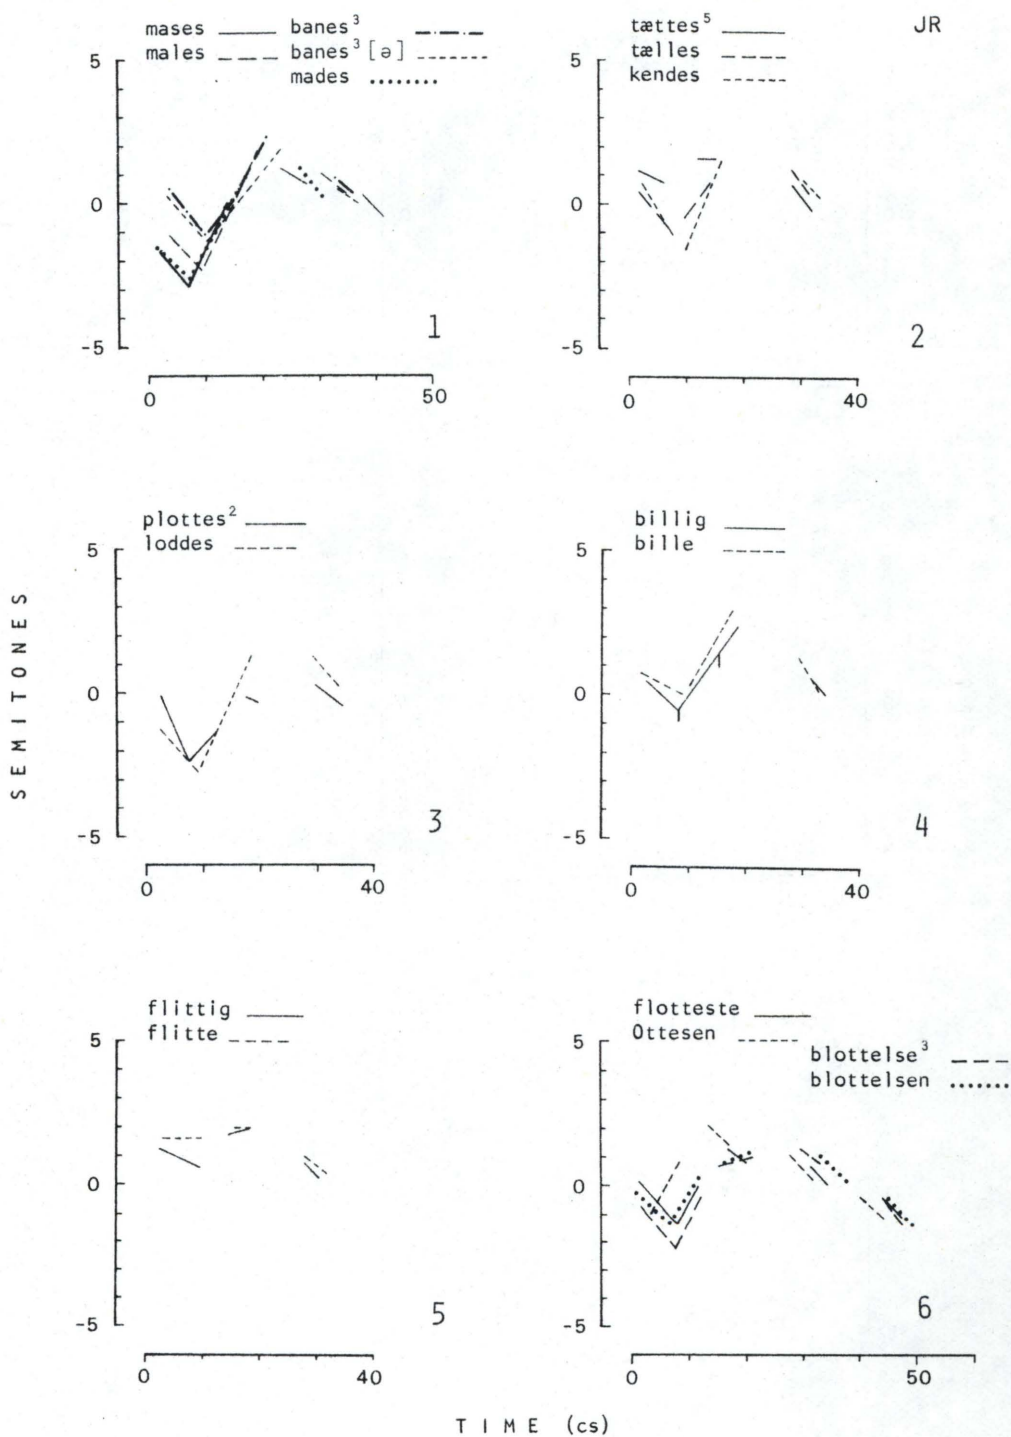 mases banes³
males banes³ [ə]
mades
5
0
-5
0 50
1
tættes⁵ JR
tælles
kendes
5
0
-5
0 40
2
plottes²
loddes
5
0
-5
0 40
3
billig
bille
5
0
-5
0 40
4
flittig
flitte
5
0
-5
0 40
5
flotteste
Ottesen
blottelse³
blottelsen
5
0
-5
0 50
6
SEMITONES
TIME (cs)